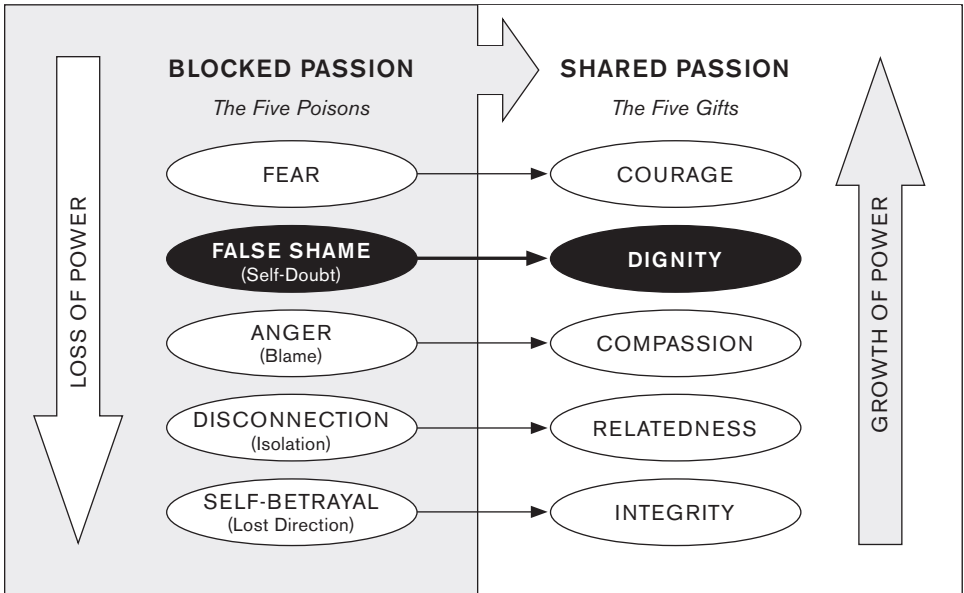 BLOCKED PASSION
The Five Poisons
SHARED PASSION
The Five Gifts
LOSS OF POWER
FEAR
COURAGE
FALSE SHAME
(Self-Doubt)
DIGNITY
ANGER
(Blame)
COMPASSION
DISCONNECTION
(Isolation)
RELATEDNESS
SELF-BETRAYAL
(Lost Direction)
INTEGRITY
GROWTH OF POWER